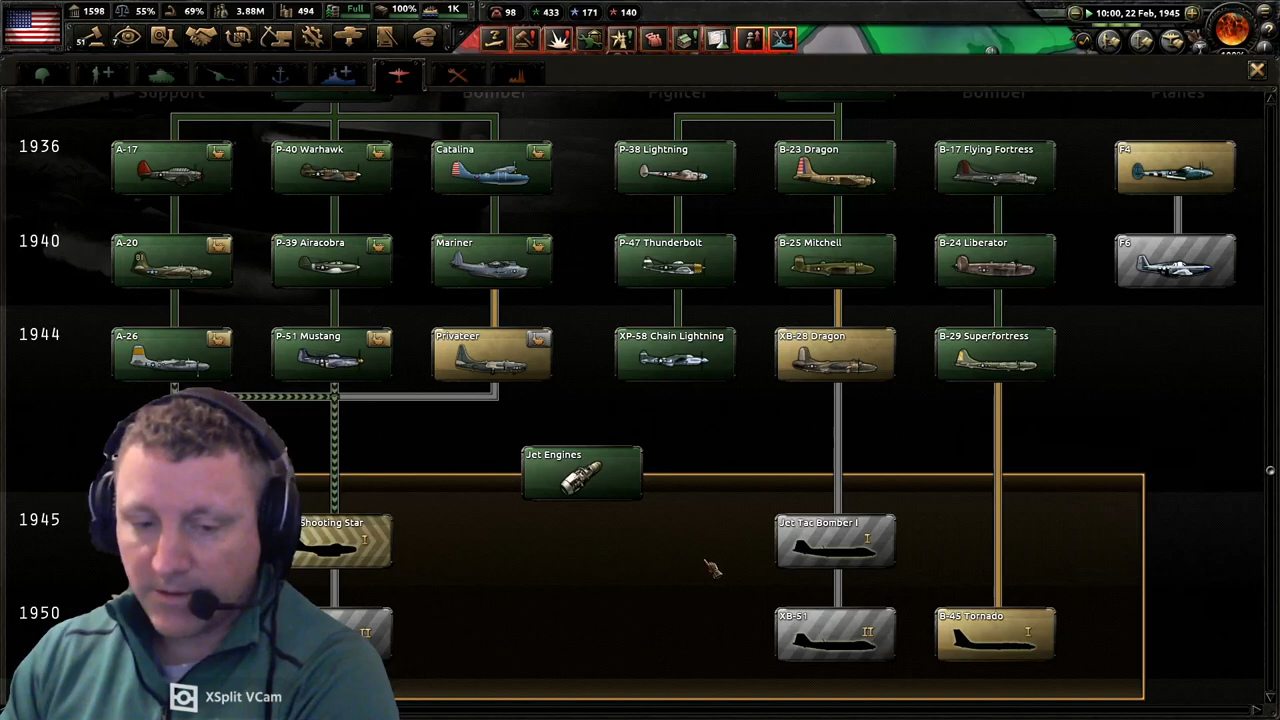 1598 55% 69% 3.88M 494 Full 100% 1K 98 433 171 140 10:00, 22 Feb, 1945
51 7
Support Bomber Fighter Bomber Planes
1936 A-17 P-40 Warhawk Catalina P-38 Lightning B-23 Dragon B-17 Flying Fortress F4
1940 A-20 P-39 Airacobra Mariner P-47 Thunderbolt B-25 Mitchell B-24 Liberator F6
1944 A-26 P-51 Mustang Privateer XP-58 Chain Lightning XB-28 Dragon B-29 Superfortress
Jet Engines
1945 Shooting Star I Jet Tac Bomber I I
1950 II XB-51 II B-45 Tornado I
XSplit VCam